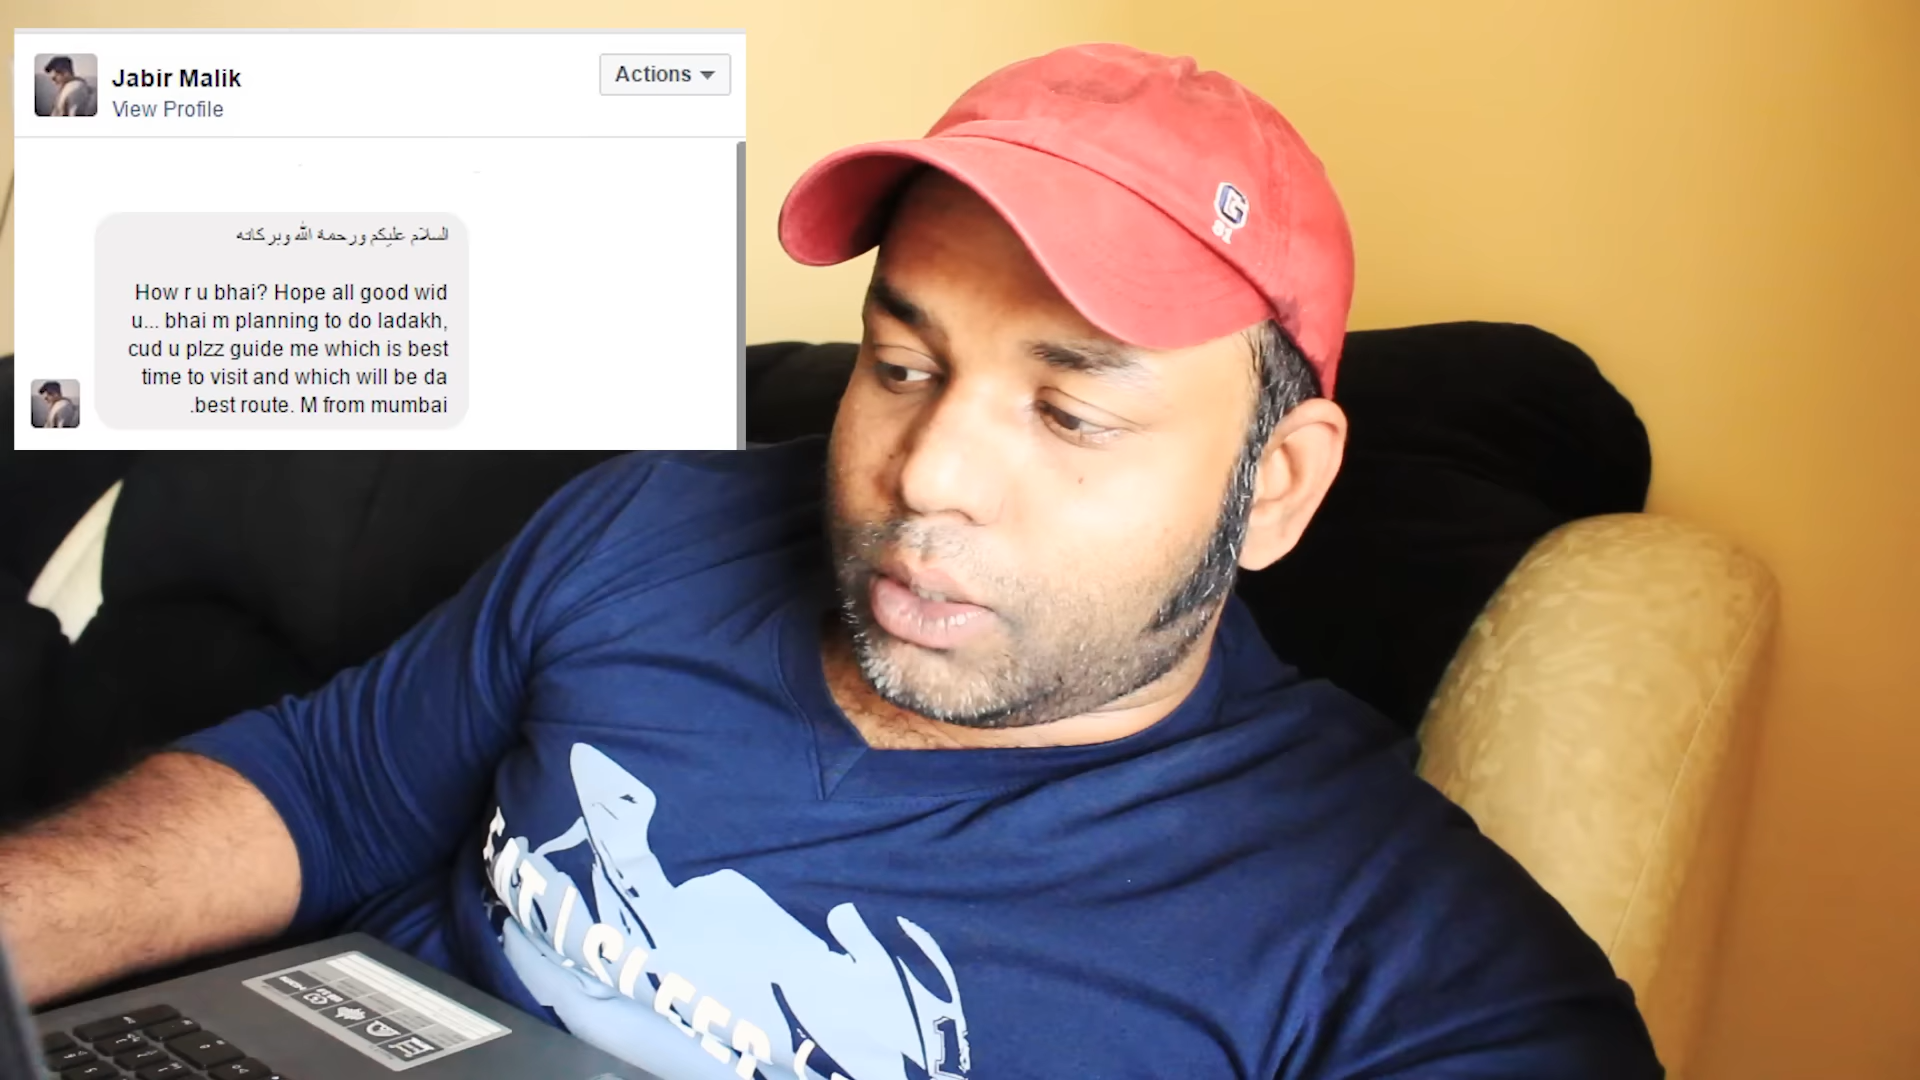 Jabir Malik
View Profile
Actions
السلام عليكم ورحمة الله وبركاته
How r u bhai? Hope all good wid
u... bhai m planning to do ladakh,
cud u plzz guide me which is best
time to visit and which will be da
.best route. M from mumbai
G
91